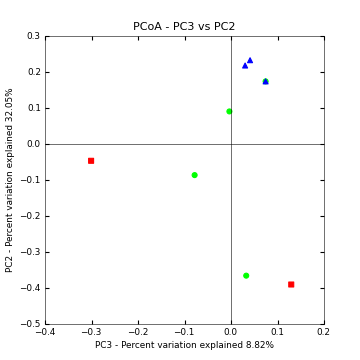 PCoA - PC3 vs PC2
0.3
0.2
0.1
0.0
−0.1
−0.2
−0.3
−0.4
−0.5
PC2 - Percent variation explained 32.05%
−0.4 −0.3 −0.2 −0.1 0.0 0.1 0.2
PC3 - Percent variation explained 8.82%